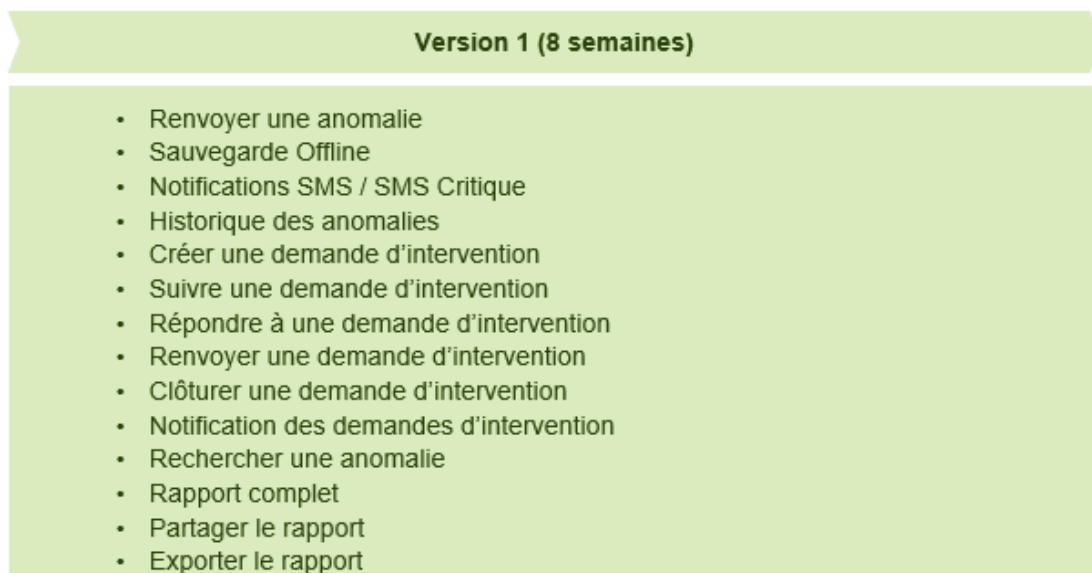 Version 1 (8 semaines)
• Renvoyer une anomalie
• Sauvegarde Offline
• Notifications SMS / SMS Critique
• Historique des anomalies
• Créer une demande d’intervention
• Suivre une demande d’intervention
• Répondre à une demande d’intervention
• Renvoyer une demande d’intervention
• Clôturer une demande d’intervention
• Notification des demandes d’intervention
• Rechercher une anomalie
• Rapport complet
• Partager le rapport
• Exporter le rapport